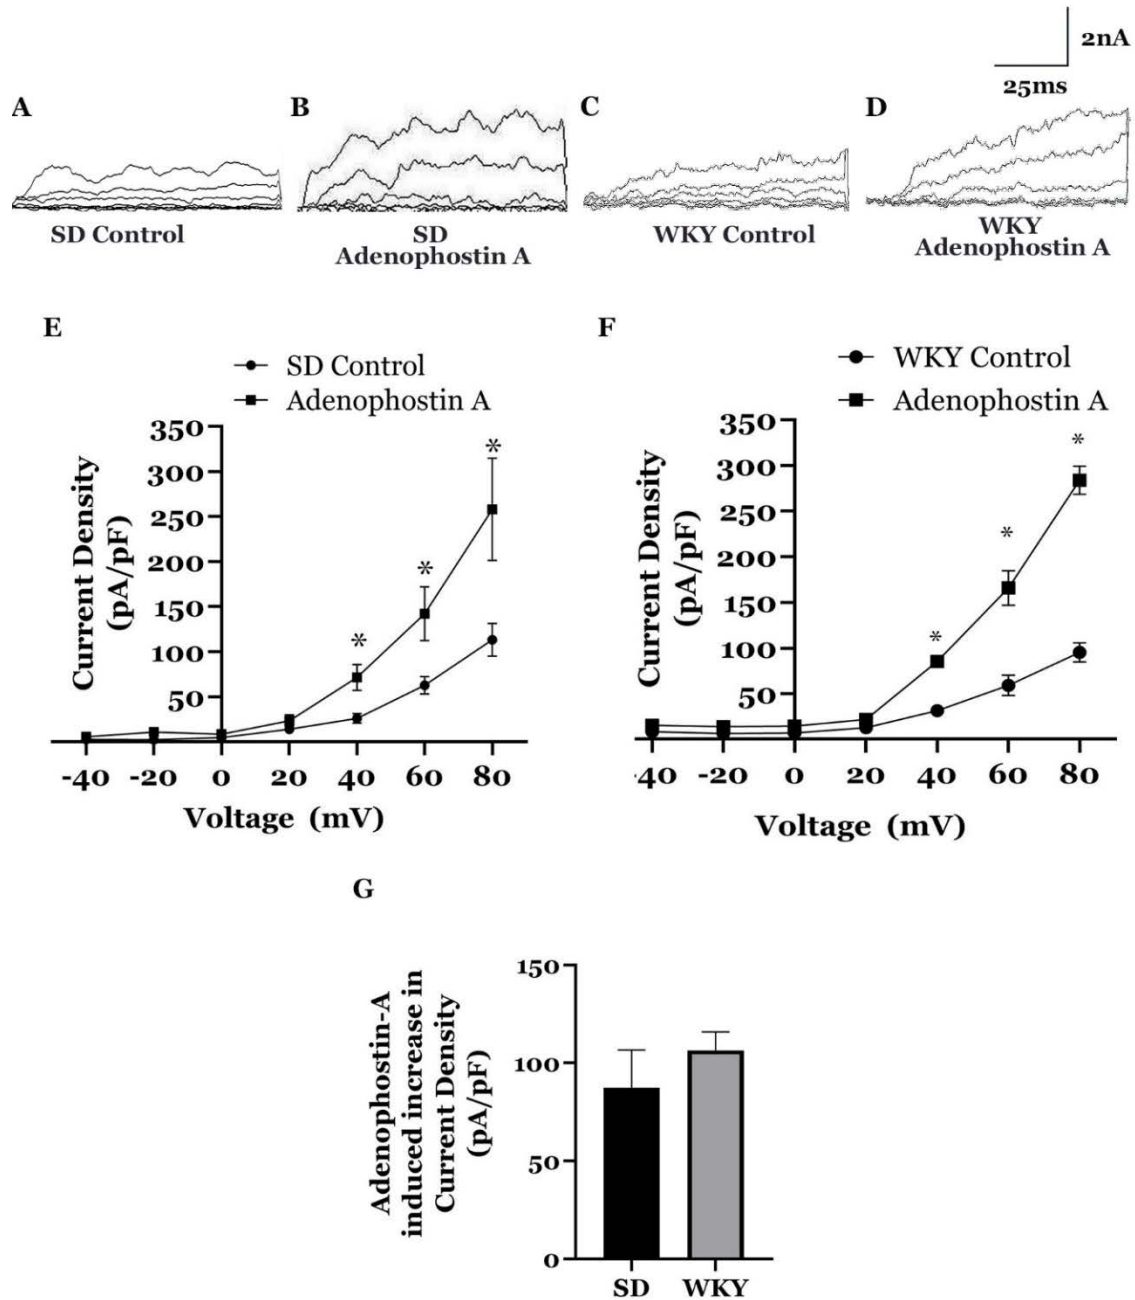 2nA
25ms
A
B
C
D
SD Control
SD
Adenophostin A
WKY Control
WKY
Adenophostin A
E
SD Control
Adenophostin A
350
300
250
200
150
100
50
-40 -20 0 20 40 60 80
Current Density
(pA/pF)
Voltage (mV)
* * *
F
WKY Control
Adenophostin A
350
300
250
200
150
100
50
-40 -20 0 20 40 60 80
Current Density
(pA/pF)
Voltage (mV)
* * *
G
Adenophostin-A
induced increase in
Current Density
(pA/pF)
150
100
50
0
SD WKY